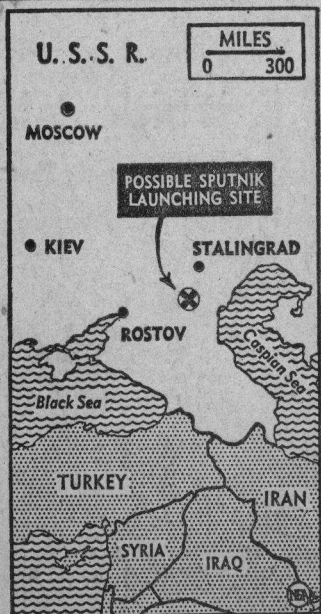 U. S. S. R.
MILES
0 300
MOSCOW
POSSIBLE SPUTNIK
LAUNCHING SITE
KIEV
STALINGRAD
ROSTOV
Caspian Sea
Black Sea
TURKEY
IRAN
SYRIA
IRAQ
NEA